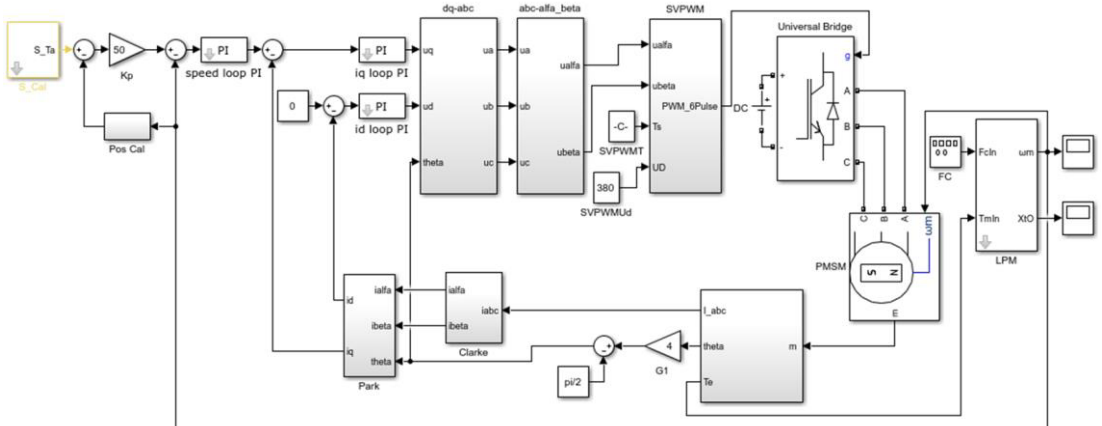 dq-abc
abc-alfa_beta
SVPWM
Universal Bridge
S_Ta
S_Cal
50
Kp
PI
speed loop PI
PI
iq loop PI
0
PI
id loop PI
Pos Cal
uq
ud
theta
ua
ub
uc
ua
ub
uc
ualfa
ubeta
ualfa
ubeta
Ts
UD
PWM_6Pulse
-C-
SVPWMT
380
SVPWMUd
DC
+
-
g
A
B
C
FC
FcIn
TmIn
ωm
XtO
LPM
C
B
A
ωm
PMSM
S
N
E
id
iq
ialfa
ibeta
theta
Park
ialfa
ibeta
iabc
Clarke
pi/2
4
G1
I_abc
theta
Te
m